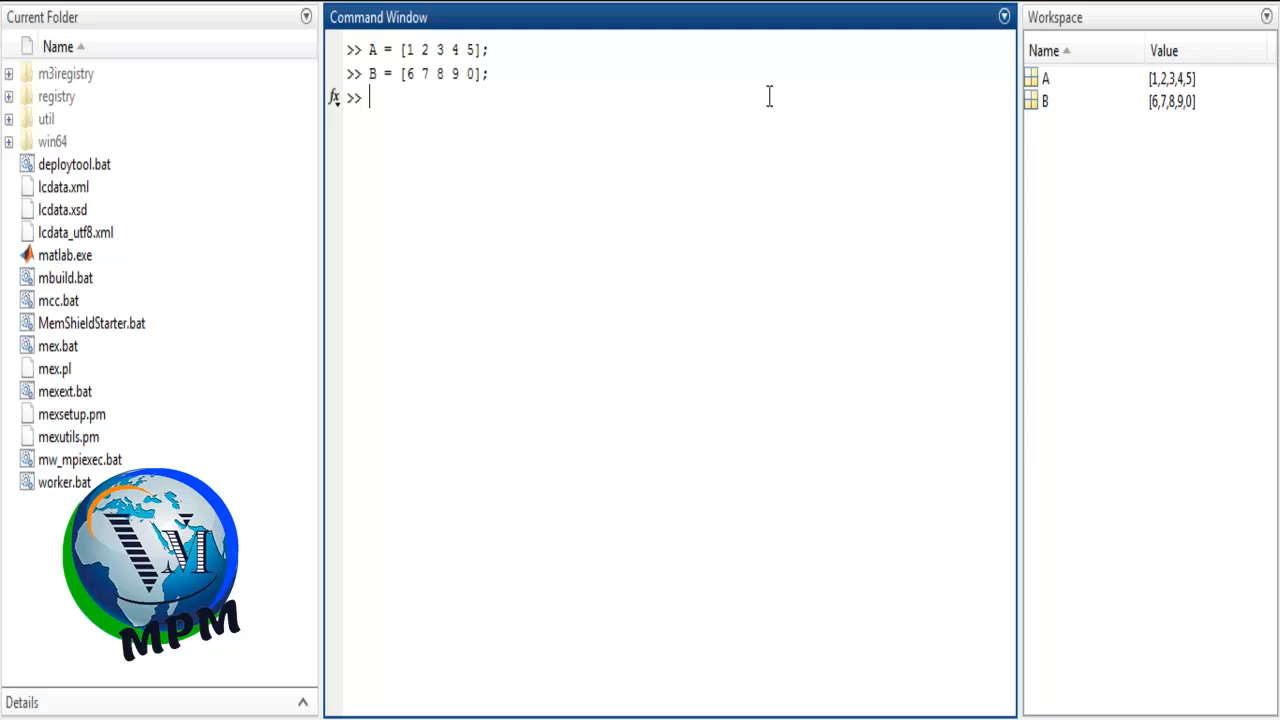 Current Folder
Name
m3iregistry
registry
util
win64
deploytool.bat
lcdata.xml
lcdata.xsd
lcdata_utf8.xml
matlab.exe
mbuild.bat
mcc.bat
MemShieldStarter.bat
mex.bat
mex.pl
mexext.bat
mexsetup.pm
mexutils.pm
mw_mpiexec.bat
worker.bat
VM
MPM
Details
Command Window
>> A = [1 2 3 4 5];
>> B = [6 7 8 9 0];
fx >>
Workspace
Name Value
A [1,2,3,4,5]
B [6,7,8,9,0]